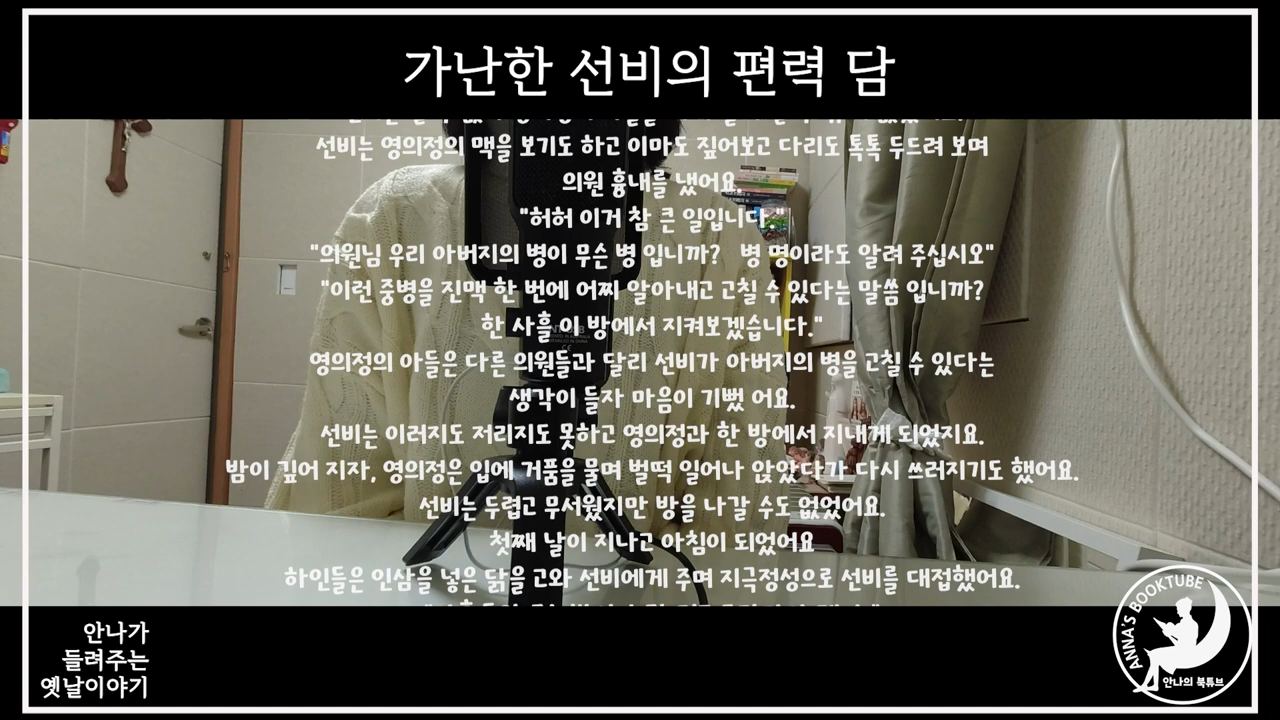 가난한 선비의 편력 담
선비는 영의정의 맥을 보기도 하고 이마도 짚어보고 다리도 톡톡 두드려 보며
의원 흉내를 냈어요.
"허허 이거 참 큰 일입니다."
"의원님 우리 아버지의 병이 무슨 병 입니까? 병 명이라도 알려 주십시오"
"이런 중병을 진맥 한 번에 어찌 알아내고 고칠 수 있다는 말씀 입니까?
한 사흘 이 방에서 지켜보겠습니다."
영의정의 아들은 다른 의원들과 달리 선비가 아버지의 병을 고칠 수 있다는
생각이 들자 마음이 기뻤 어요.
선비는 이러지도 저러지도 못하고 영의정과 한 방에서 지내게 되었지요.
밤이 깊어 지자, 영의정은 입에 거품을 물며 벌떡 일어나 앉았다가 다시 쓰러지기도 했어요.
선비는 두렵고 무서웠지만 방을 나갈 수도 없었어요.
첫째 날이 지나고 아침이 되었어요
하인들은 인삼을 넣은 닭을 고와 선비에게 주며 지극정성으로 선비를 대접했어요.
안나가
들려주는
옛날이야기
ANNA'S BOOKTUBE
안나의 북튜브